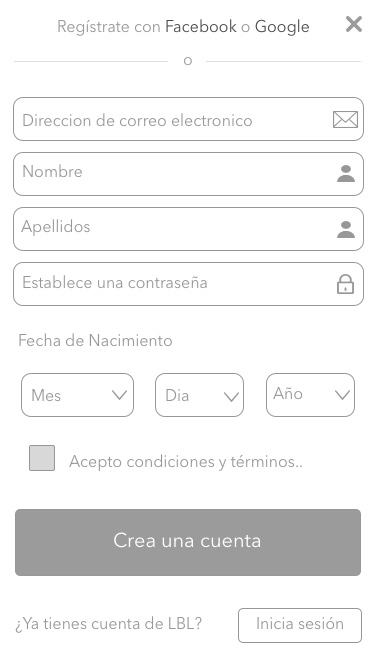 Regístrate con Facebook o Google
o
Direccion de correo electronico
Nombre
Apellidos
Establece una contraseña
Fecha de Nacimiento
Mes Dia Año
Acepto condiciones y términos..
Crea una cuenta
¿Ya tienes cuenta de LBL? Inicia sesión